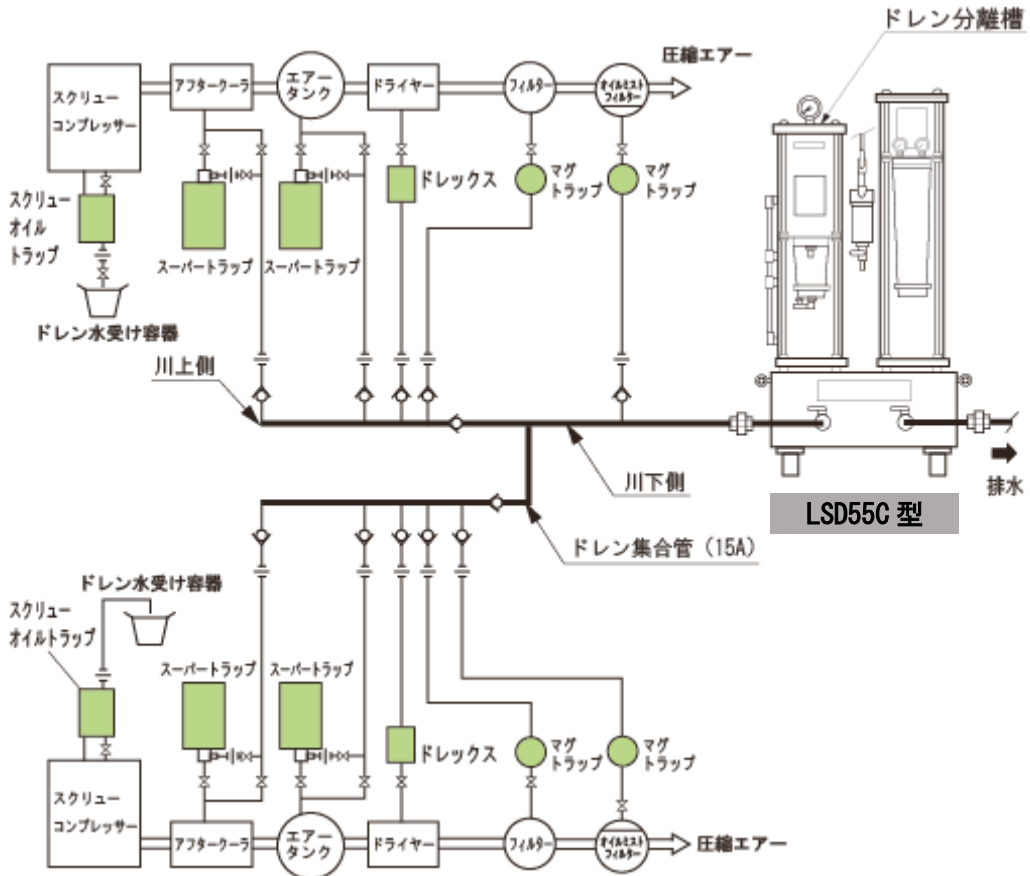 ドレン分離槽
圧縮エアー
スクリュー
コンプレッサー
アフタークーラ
エアー
タンク
ドライヤー
フィルター
オイルミスト
フィルター
スクリュー
オイル
トラップ
スーパートラップ
スーパートラップ
ドレックス
マグ
トラップ
マグ
トラップ
ドレン水受け容器
川上側
川下側
排水
LSD55C 型
ドレン集合管（15A）
ドレン水受け容器
スクリュー
オイルトラップ
スーパートラップ
スーパートラップ
ドレックス
マグ
トラップ
マグ
トラップ
スクリュー
コンプレッサー
アフタークーラ
エアー
タンク
ドライヤー
フィルター
オイルミスト
フィルター
圧縮エアー